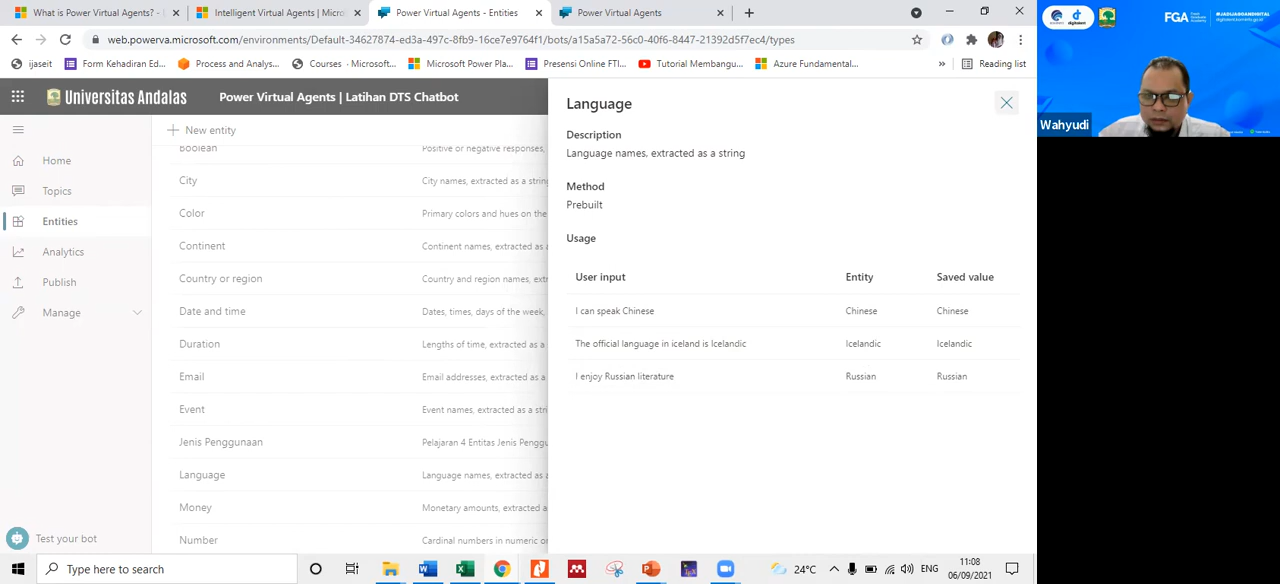 What is Power Virtual Agents? -
Intelligent Virtual Agents | Micro
Power Virtual Agents - Entities
Power Virtual Agents
web.powerva.microsoft.com/environments/Default-34627874-ed3a-497c-8fb9-16ce7e9764f1/bots/a15a5a72-56c0-40f6-8447-21392d5f7ec4/types
ijaseit
Form Kehadiran Ed...
Process and Analys...
Courses - Microsoft...
Microsoft Power Pla...
Presensi Online FTI...
Tutorial Membangu...
Azure Fundamental...
»
Reading list
Universitas Andalas
Power Virtual Agents | Latihan DTS Chatbot
New entity
Home
Topics
Entities
Analytics
Publish
Manage
Test your bot
Boolean Positive or negative responses,
City City names, extracted as a string
Color Primary colors and hues on the
Continent Continent names, extracted as
Country or region Country and region names, extr
Date and time Dates, times, days of the week,
Duration Lengths of time, extracted as a
Email Email addresses, extracted as a
Event Event names, extracted as a stri
Jenis Penggunaan Pelajaran 4 Entitas Jenis Penggu
Language Language names, extracted as a
Money Monetary amounts, extracted a
Number Cardinal numbers in numeric or
Language
Description
Language names, extracted as a string
Method
Prebuilt
Usage
User input Entity Saved value
I can speak Chinese Chinese Chinese
The official language in iceland is Icelandic Icelandic Icelandic
I enjoy Russian literature Russian Russian
Type here to search
24°C
ENG
11:08
06/09/2021
FGA
#JADIJAGOANDIGITAL
Wahyudi